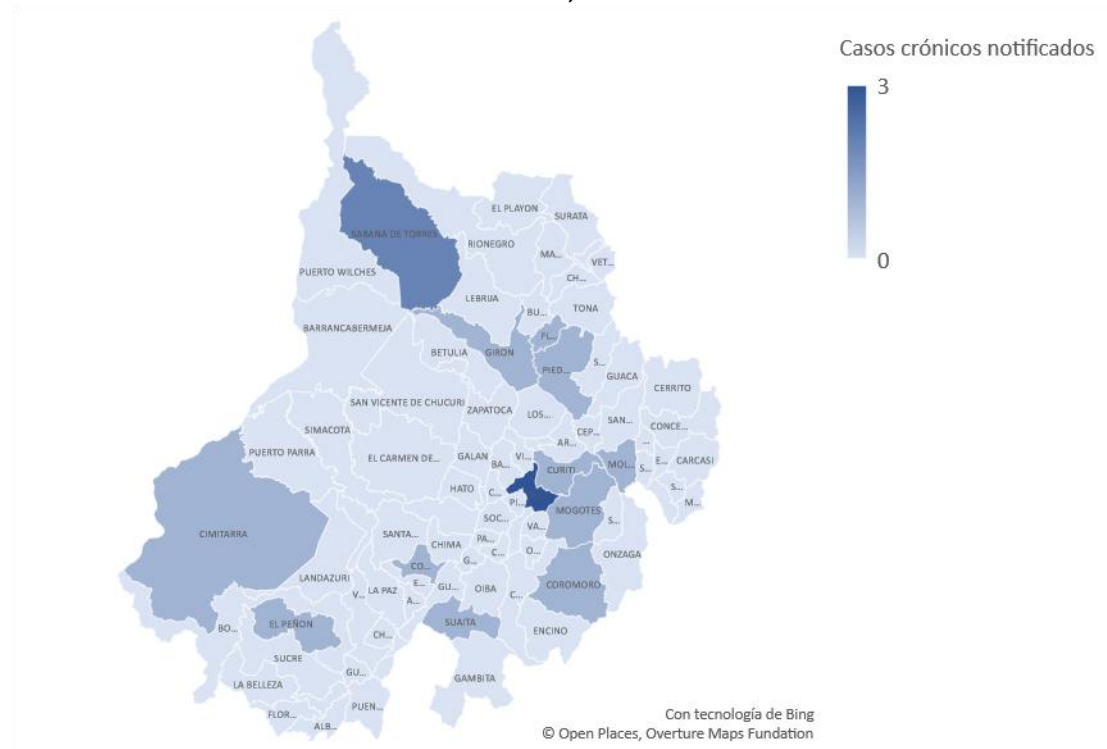 Casos crónicos notificados
3
0
EL PLAYON
SURATA
SABANA DE TORRES
RIONEGRO
MA...
VET...
PUERTO WILCHES
CH...
LEBRIJA
BU...
TONA
BARRANCABERMEJA
FL...
BETULIA
GIRON
PIED...
S...
GUACA
CERRITO
SAN VICENTE DE CHUCURI
ZAPATOCA
LOS...
SAN...
CONCE...
SIMACOTA
CEP...
AR...
...
PUERTO PARRA
EL CARMEN DE...
GALAN
BA...
VI...
CURITI
MOL...
S...
E...
CARCASI
HATO
C...
PI...
MOGOTES
S...
M...
SOC...
VA...
S...
CIMITARRA
SANTA...
CHIMA
PA...
C...
O...
ONZAGA
G...
CO...
LANDAZURI
V...
LA PAZ
E...
A...
GU...
OIBA
C...
COROMORO
BO...
EL PEÑON
CH...
SUAITA
ENCINO
SUCRE
GU...
LA BELLEZA
GAMBITA
FLOR...
ALB...
PUEN...
Con tecnología de Bing
© Open Places, Overture Maps Fundation